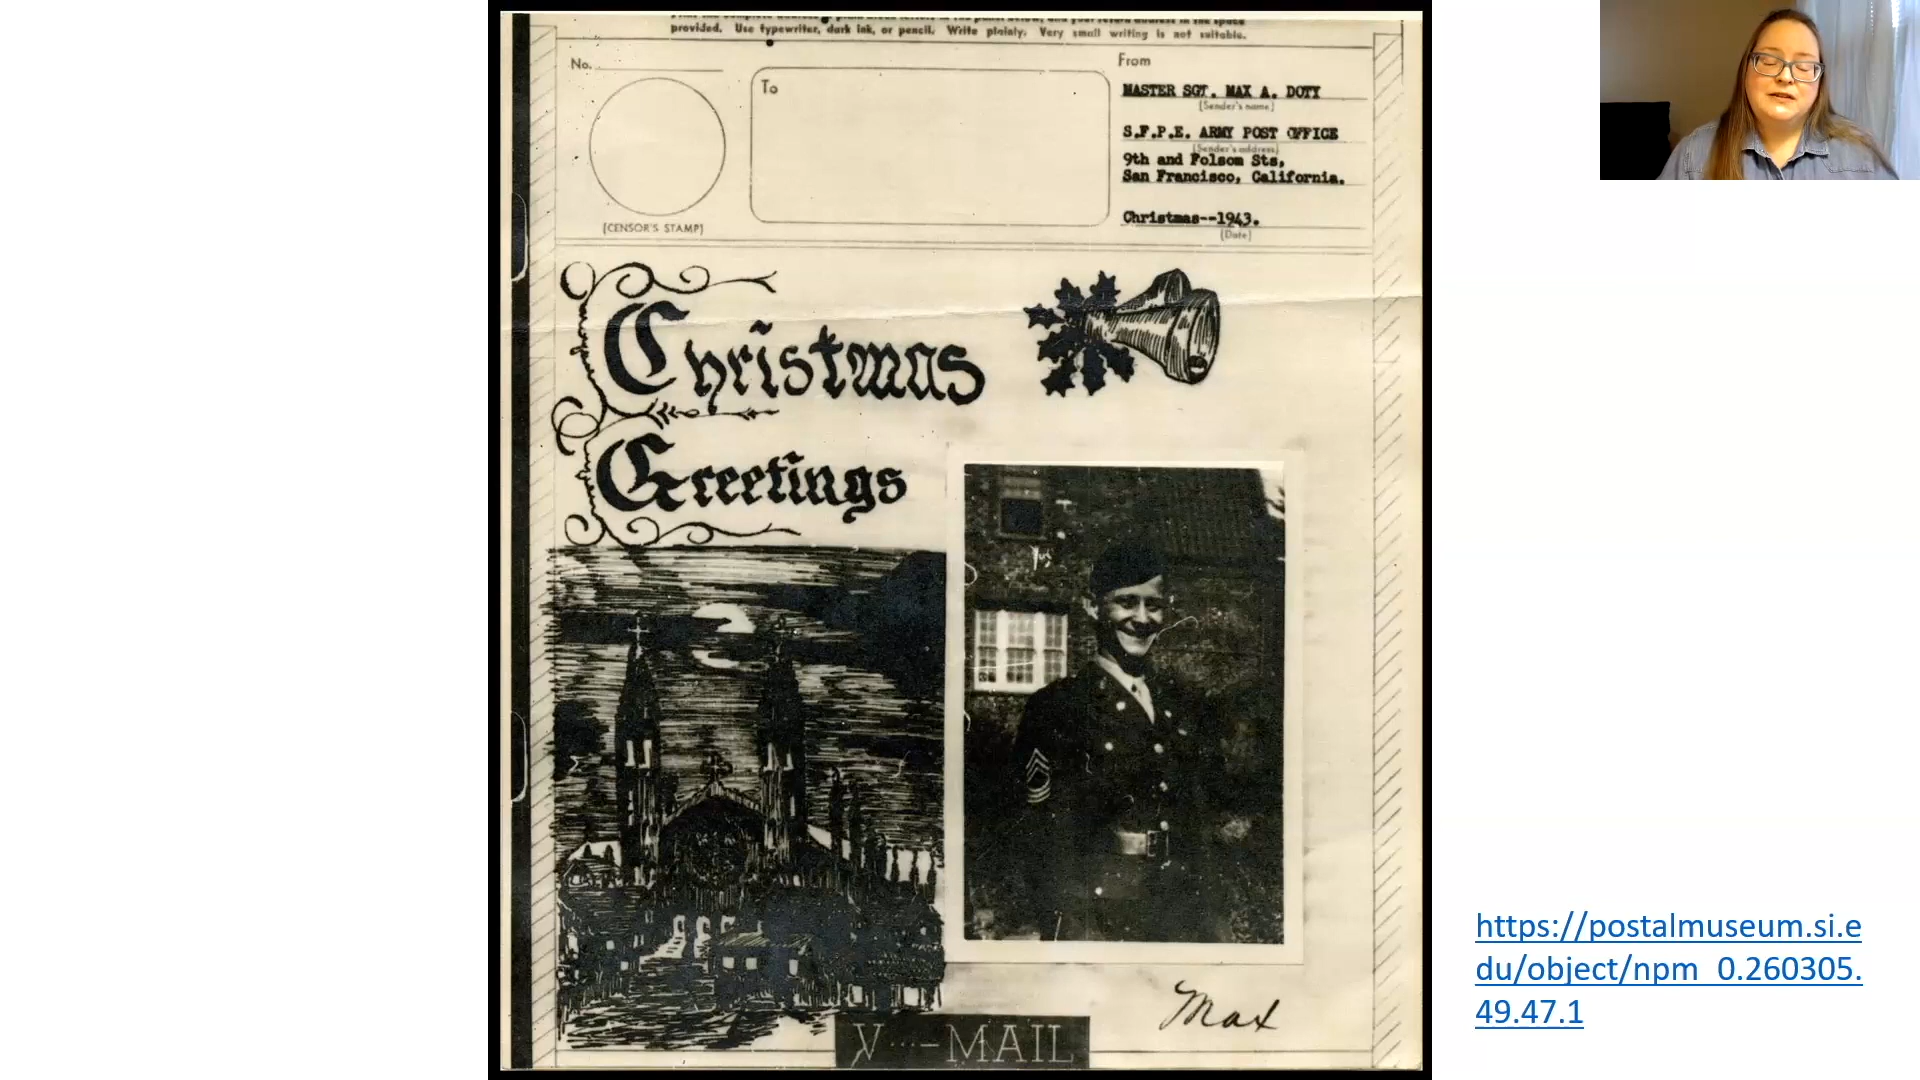 provided. Use typewriter, dark ink, or pencil. Write plainly. Very small writing is not suitable.
No.
To
(CENSOR'S STAMP)
From
MASTER SGT. MAX A. DOTY
(Sender's name)
S.F.P.E. ARMY POST OFFICE
(Sender's address)
9th and Folsom Sts,
San Francisco, California.
Christmas--1943.
(Date)
Christmas
Greetings
Max
V···-MAIL
https://postalmuseum.si.e
du/object/npm_0.260305.
49.47.1